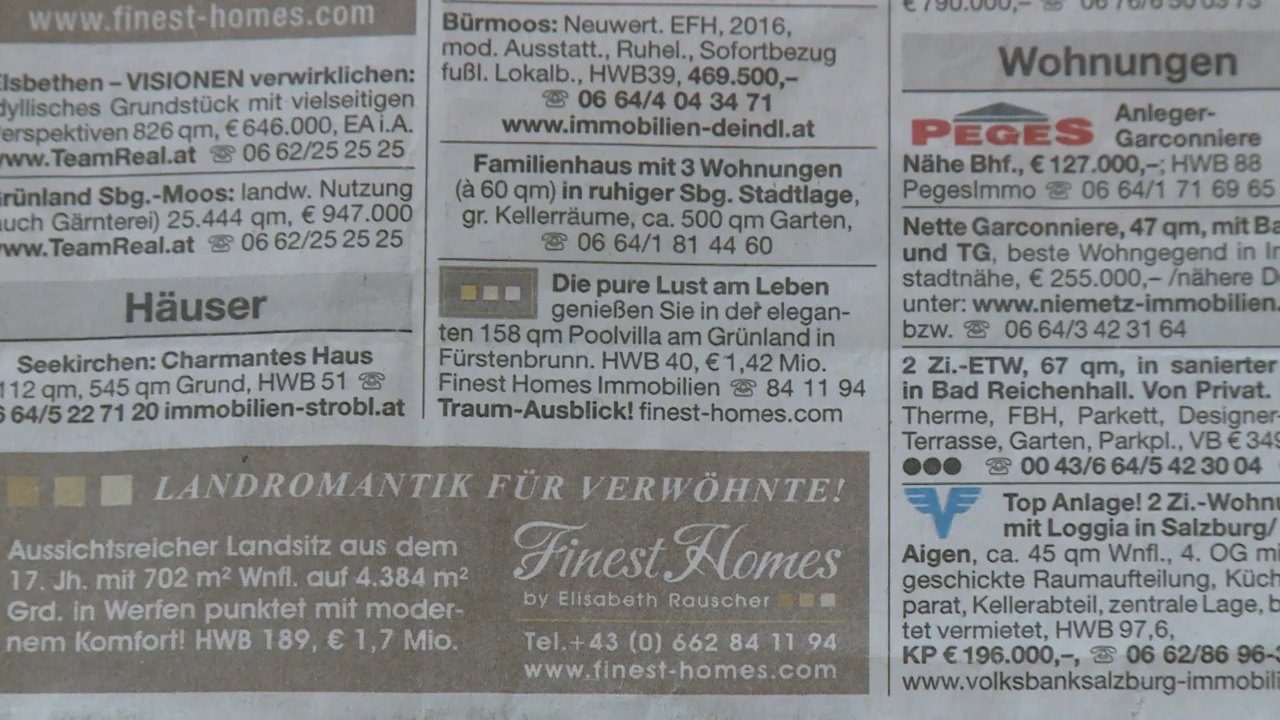 www.finest-homes.com
Elsbethen – VISIONEN verwirklichen:
dyllisches Grundstück mit vielseitigen
erspektiven 826 qm, € 646.000, EA i.A.
www.TeamReal.at ☏ 06 62/25 25 25
Grünland Sbg.-Moos: landw. Nutzung
auch Gärnterei) 25.444 qm, € 947.000
www.TeamReal.at ☏ 06 62/25 25 25
Häuser
Seekirchen: Charmantes Haus
112 qm, 545 qm Grund, HWB 51 ☏
6 64/5 22 71 20 immobilien-strobl.at
Bürmoos: Neuwert. EFH, 2016,
mod. Ausstatt., Ruhel., Sofortbezug
fußl. Lokalb., HWB39, 469.500,–
☏ 06 64/4 04 34 71
www.immobilien-deindl.at
Familienhaus mit 3 Wohnungen
(à 60 qm) in ruhiger Sbg. Stadtlage,
gr. Kellerräume, ca. 500 qm Garten,
☏ 06 64/1 81 44 60
Die pure Lust am Leben
genießen Sie in der elegan-
ten 158 qm Poolvilla am Grünland in
Fürstenbrunn. HWB 40, € 1,42 Mio.
Finest Homes Immobilien ☏ 84 11 94
Traum-Ausblick! finest-homes.com
LANDROMANTIK FÜR VERWÖHNTE!
Aussichtsreicher Landsitz aus dem
17. Jh. mit 702 m² Wnfl. auf 4.384 m²
Grd. in Werfen punktet mit moder-
nem Komfort! HWB 189, € 1,7 Mio.
Finest Homes
by Elisabeth Rauscher
Tel.+43 (0) 662 84 11 94
www.finest-homes.com
€ 790.000,– ☏
Wohnungen
PEGES
Anleger-
Garconniere
Nähe Bhf., € 127.000,–; HWB 88
PegesImmo ☏ 06 64/1 71 69 65
Nette Garconniere, 47 qm, mit Ba
und TG, beste Wohngegend in
stadtnähe, € 255.000,– /nähere D
unter: www.niemetz-immobilien.
bzw. ☏ 06 64/3 42 31 64
2 Zi.-ETW, 67 qm, in sanierter
in Bad Reichenhall. Von Privat.
Therme, FBH, Parkett, Designer-
Terrasse, Garten, Parkpl., VB € 349
●●● ☏ 00 43/6 64/5 42 30 04
Top Anlage! 2 Zi.-Wohnu
mit Loggia in Salzburg/
Aigen, ca. 45 qm Wnfl., 4. OG mi
geschickte Raumaufteilung, Küch
parat, Kellerabteil, zentrale Lage, b
tet vermietet, HWB 97,6,
KP € 196.000,–, ☏ 06 62/86 96-3
www.volksbanksalzburg-immobili